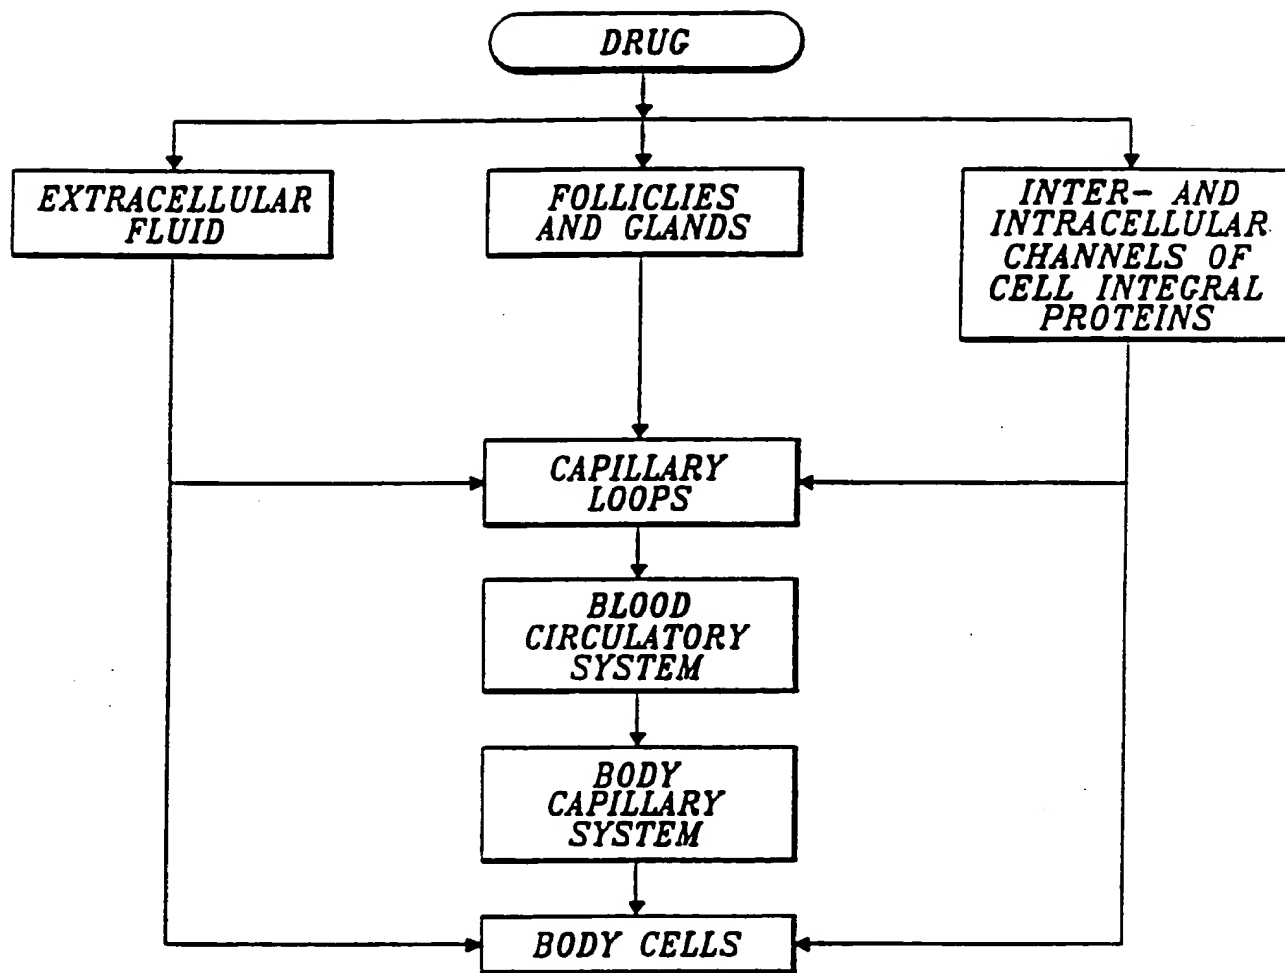 DRUG
EXTRACELLULAR
FLUID
FOLLICLIES
AND GLANDS
INTER- AND
INTRACELLULAR
CHANNELS OF
CELL INTEGRAL
PROTEINS
CAPILLARY
LOOPS
BLOOD
CIRCULATORY
SYSTEM
BODY
CAPILLARY
SYSTEM
BODY CELLS